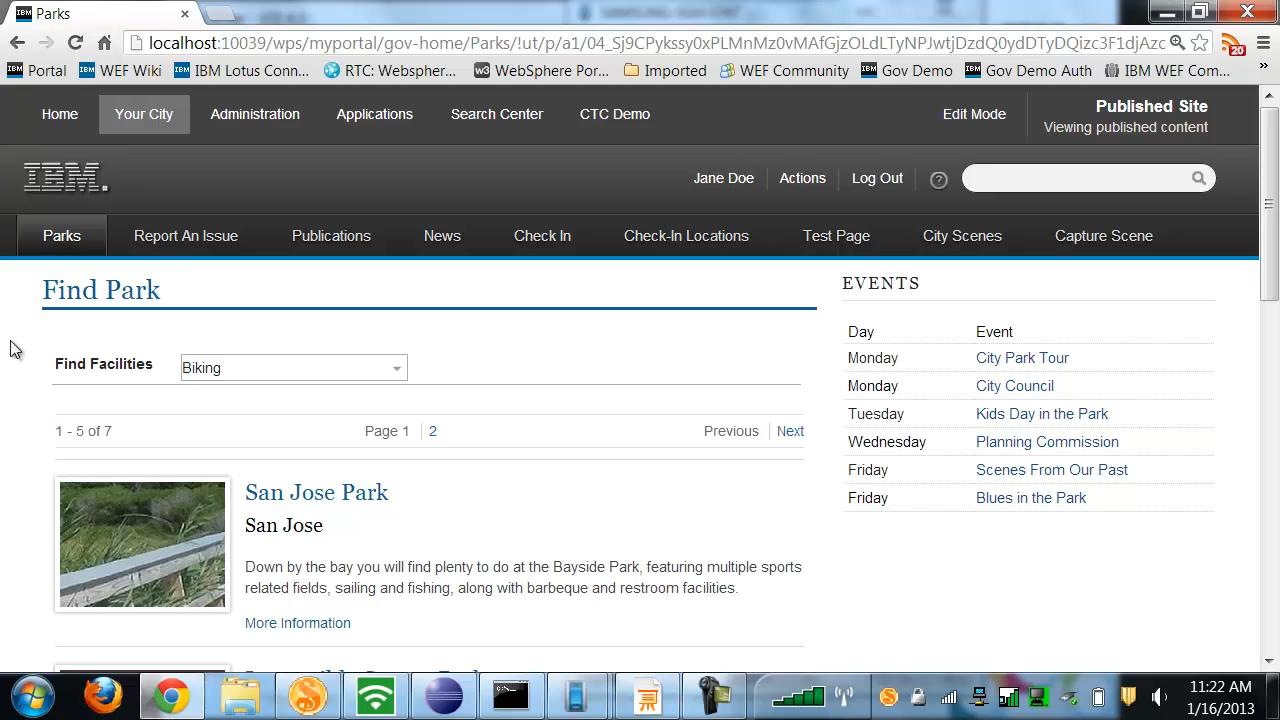 Parks
localhost:10039/wps/myportal/gov-home/Parks/!ut/p/a1/04_Sj9CPykssy0xPLMnMz0vMAfGjzOLdLTyNPJwtjDzdQ0ydDTyDQizc3F1djAzc
20
Portal WEF Wiki IBM Lotus Conn... RTC: Webspher... w3 WebSphere Por... Imported WEF Community Gov Demo Gov Demo Auth IBM WEF Com... »
Home Your City Administration Applications Search Center CTC Demo Edit Mode Published Site
Viewing published content
IBM. Jane Doe Actions Log Out ?
Parks Report An Issue Publications News Check In Check-In Locations Test Page City Scenes Capture Scene
Find Park
Find Facilities Biking
1 - 5 of 7 Page 1 2 Previous Next
San Jose Park
San Jose
Down by the bay you will find plenty to do at the Bayside Park, featuring multiple sports
related fields, sailing and fishing, along with barbeque and restroom facilities.
More Information
EVENTS
Day Event
Monday City Park Tour
Monday City Council
Tuesday Kids Day in the Park
Wednesday Planning Commission
Friday Scenes From Our Past
Friday Blues in the Park
11:22 AM
1/16/2013